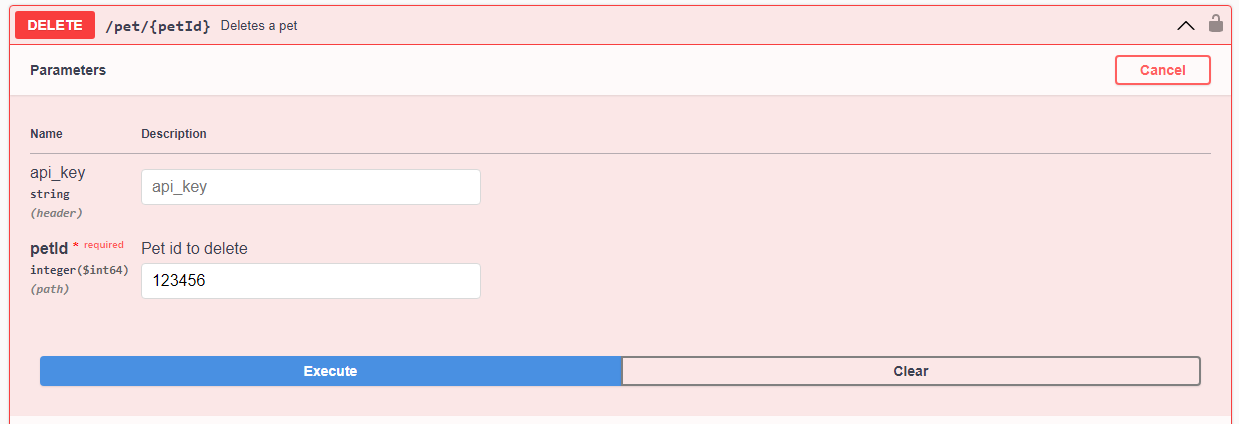 DELETE /pet/{petId} Deletes a pet
Parameters Cancel
Name Description
api_key
string
(header)
api_key
petId * required
integer($int64)
(path)
Pet id to delete
123456
Execute Clear